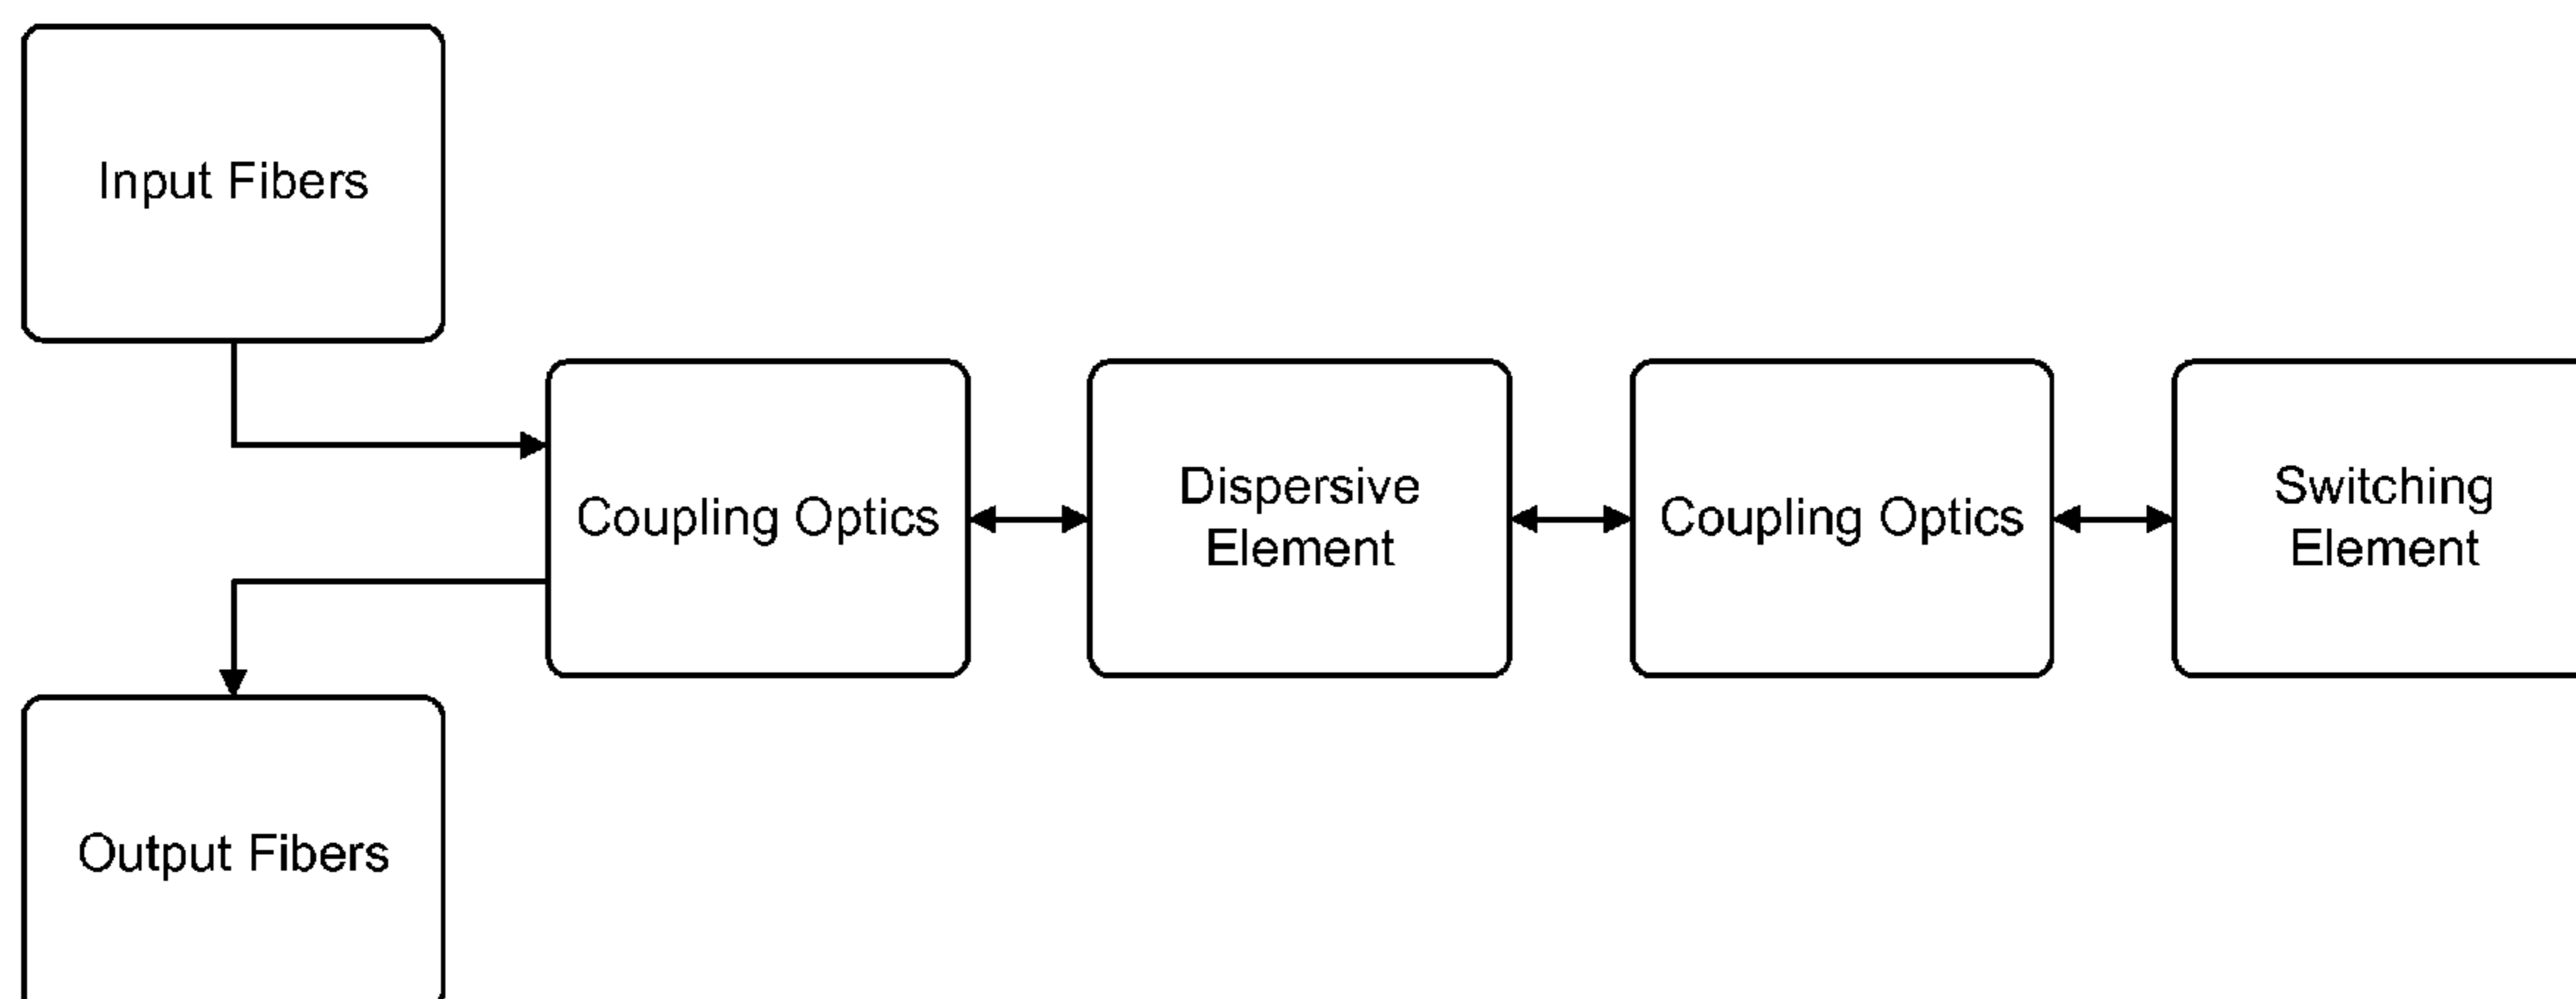 Input Fibers
Coupling Optics
Dispersive
Element
Coupling Optics
Switching
Element
Output Fibers